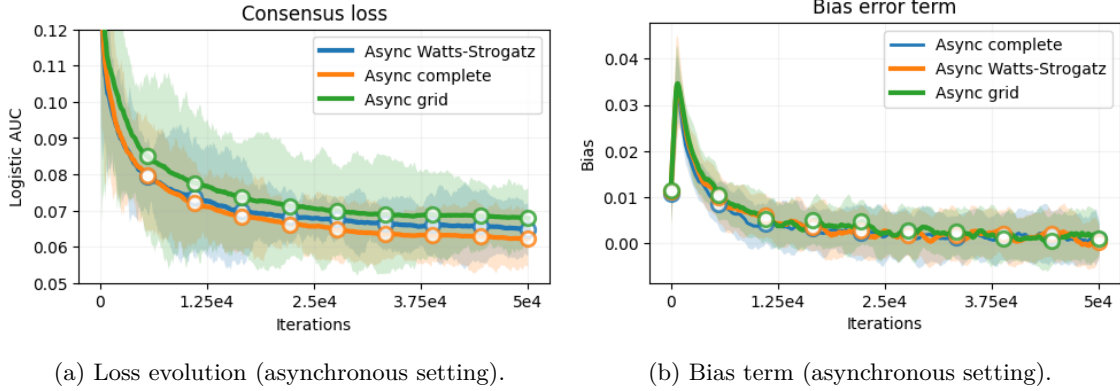 Consensus loss
Logistic AUC
0.12
0.11
0.10
0.09
0.08
0.07
0.06
0.05
Async Watts-Strogatz
Async complete
Async grid
0
1.25e4
2.5e4
3.75e4
5e4
Iterations
(a) Loss evolution (asynchronous setting).
Bias error term
Bias
0.04
0.03
0.02
0.01
0.00
Async complete
Async Watts-Strogatz
Async grid
0
1.25e4
2.5e4
3.75e4
5e4
Iterations
(b) Bias term (asynchronous setting).